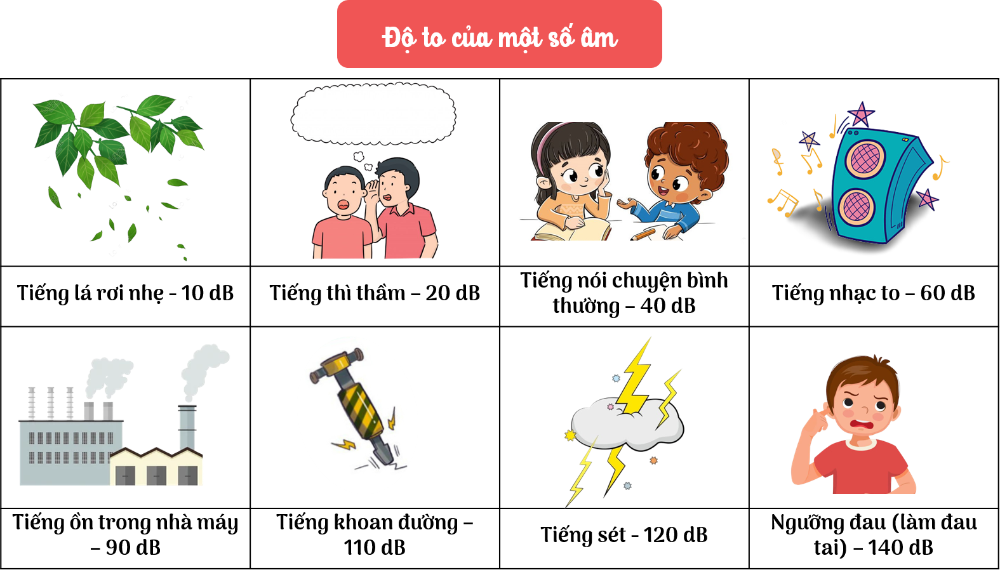 Độ to của một số âm
Tiếng lá rơi nhẹ - 10 dB
Tiếng thì thầm – 20 dB
Tiếng nói chuyện bình
thường – 40 dB
Tiếng nhạc to – 60 dB
Tiếng ồn trong nhà máy
– 90 dB
Tiếng khoan đường –
110 dB
Tiếng sét - 120 dB
Ngưỡng đau (làm đau
tai) – 140 dB